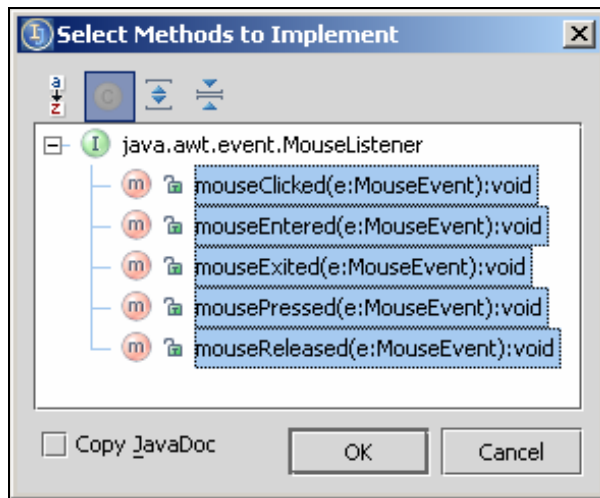 Select Methods to Implement
java.awt.event.MouseListener
mouseClicked(e:MouseEvent):void
mouseEntered(e:MouseEvent):void
mouseExited(e:MouseEvent):void
mousePressed(e:MouseEvent):void
mouseReleased(e:MouseEvent):void
Copy JavaDoc
OK
Cancel